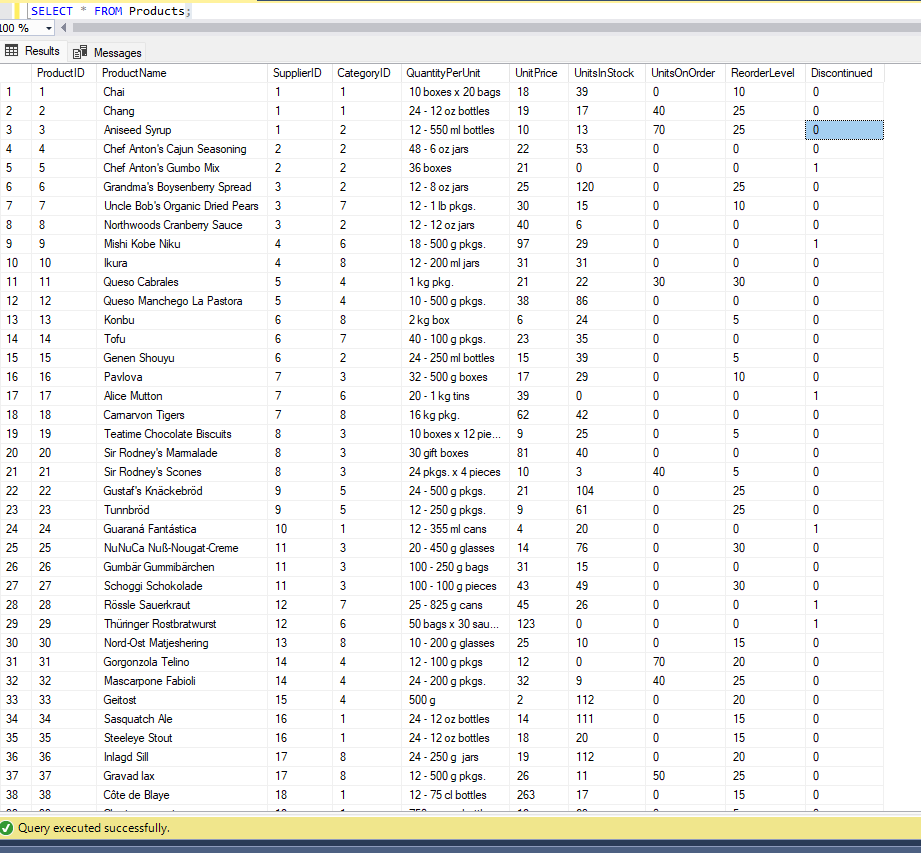 SELECT * FROM Products;
100 %
Results Messages
ProductID ProductName SupplierID CategoryID QuantityPerUnit UnitPrice UnitsInStock UnitsOnOrder ReorderLevel Discontinued
1 1 Chai 1 1 10 boxes x 20 bags 18 39 0 10 0
2 2 Chang 1 1 24 - 12 oz bottles 19 17 40 25 0
3 3 Aniseed Syrup 1 2 12 - 550 ml bottles 10 13 70 25 0
4 4 Chef Anton's Cajun Seasoning 2 2 48 - 6 oz jars 22 53 0 0 0
5 5 Chef Anton's Gumbo Mix 2 2 36 boxes 21 0 0 0 1
6 6 Grandma's Boysenberry Spread 3 2 12 - 8 oz jars 25 120 0 25 0
7 7 Uncle Bob's Organic Dried Pears 3 7 12 - 1 lb pkgs. 30 15 0 10 0
8 8 Northwoods Cranberry Sauce 3 2 12 - 12 oz jars 40 6 0 0 0
9 9 Mishi Kobe Niku 4 6 18 - 500 g pkgs. 97 29 0 0 1
10 10 Ikura 4 8 12 - 200 ml jars 31 31 0 0 0
11 11 Queso Cabrales 5 4 1 kg pkg. 21 22 30 30 0
12 12 Queso Manchego La Pastora 5 4 10 - 500 g pkgs. 38 86 0 0 0
13 13 Konbu 6 8 2 kg box 6 24 0 5 0
14 14 Tofu 6 7 40 - 100 g pkgs. 23 35 0 0 0
15 15 Genen Shouyu 6 2 24 - 250 ml bottles 15 39 0 5 0
16 16 Pavlova 7 3 32 - 500 g boxes 17 29 0 10 0
17 17 Alice Mutton 7 6 20 - 1 kg tins 39 0 0 0 1
18 18 Carnarvon Tigers 7 8 16 kg pkg. 62 42 0 0 0
19 19 Teatime Chocolate Biscuits 8 3 10 boxes x 12 pie... 9 25 0 5 0
20 20 Sir Rodney's Marmalade 8 3 30 gift boxes 81 40 0 0 0
21 21 Sir Rodney's Scones 8 3 24 pkgs. x 4 pieces 10 3 40 5 0
22 22 Gustaf's Knäckebröd 9 5 24 - 500 g pkgs. 21 104 0 25 0
23 23 Tunnbröd 9 5 12 - 250 g pkgs. 9 61 0 25 0
24 24 Guaraná Fantástica 10 1 12 - 355 ml cans 4 20 0 0 1
25 25 NuNuCa Nuß-Nougat-Creme 11 3 20 - 450 g glasses 14 76 0 30 0
26 26 Gumbär Gummibärchen 11 3 100 - 250 g bags 31 15 0 0 0
27 27 Schoggi Schokolade 11 3 100 - 100 g pieces 43 49 0 30 0
28 28 Rössle Sauerkraut 12 7 25 - 825 g cans 45 26 0 0 1
29 29 Thüringer Rostbratwurst 12 6 50 bags x 30 sau... 123 0 0 0 1
30 30 Nord-Ost Matjeshering 13 8 10 - 200 g glasses 25 10 0 15 0
31 31 Gorgonzola Telino 14 4 12 - 100 g pkgs 12 0 70 20 0
32 32 Mascarpone Fabioli 14 4 24 - 200 g pkgs. 32 9 40 25 0
33 33 Geitost 15 4 500 g 2 112 0 20 0
34 34 Sasquatch Ale 16 1 24 - 12 oz bottles 14 111 0 15 0
35 35 Steeleye Stout 16 1 24 - 12 oz bottles 18 20 0 15 0
36 36 Inlagd Sill 17 8 24 - 250 g jars 19 112 0 20 0
37 37 Gravad lax 17 8 12 - 500 g pkgs. 26 11 50 25 0
38 38 Côte de Blaye 18 1 12 - 75 cl bottles 263 17 0 15 0
Query executed successfully.